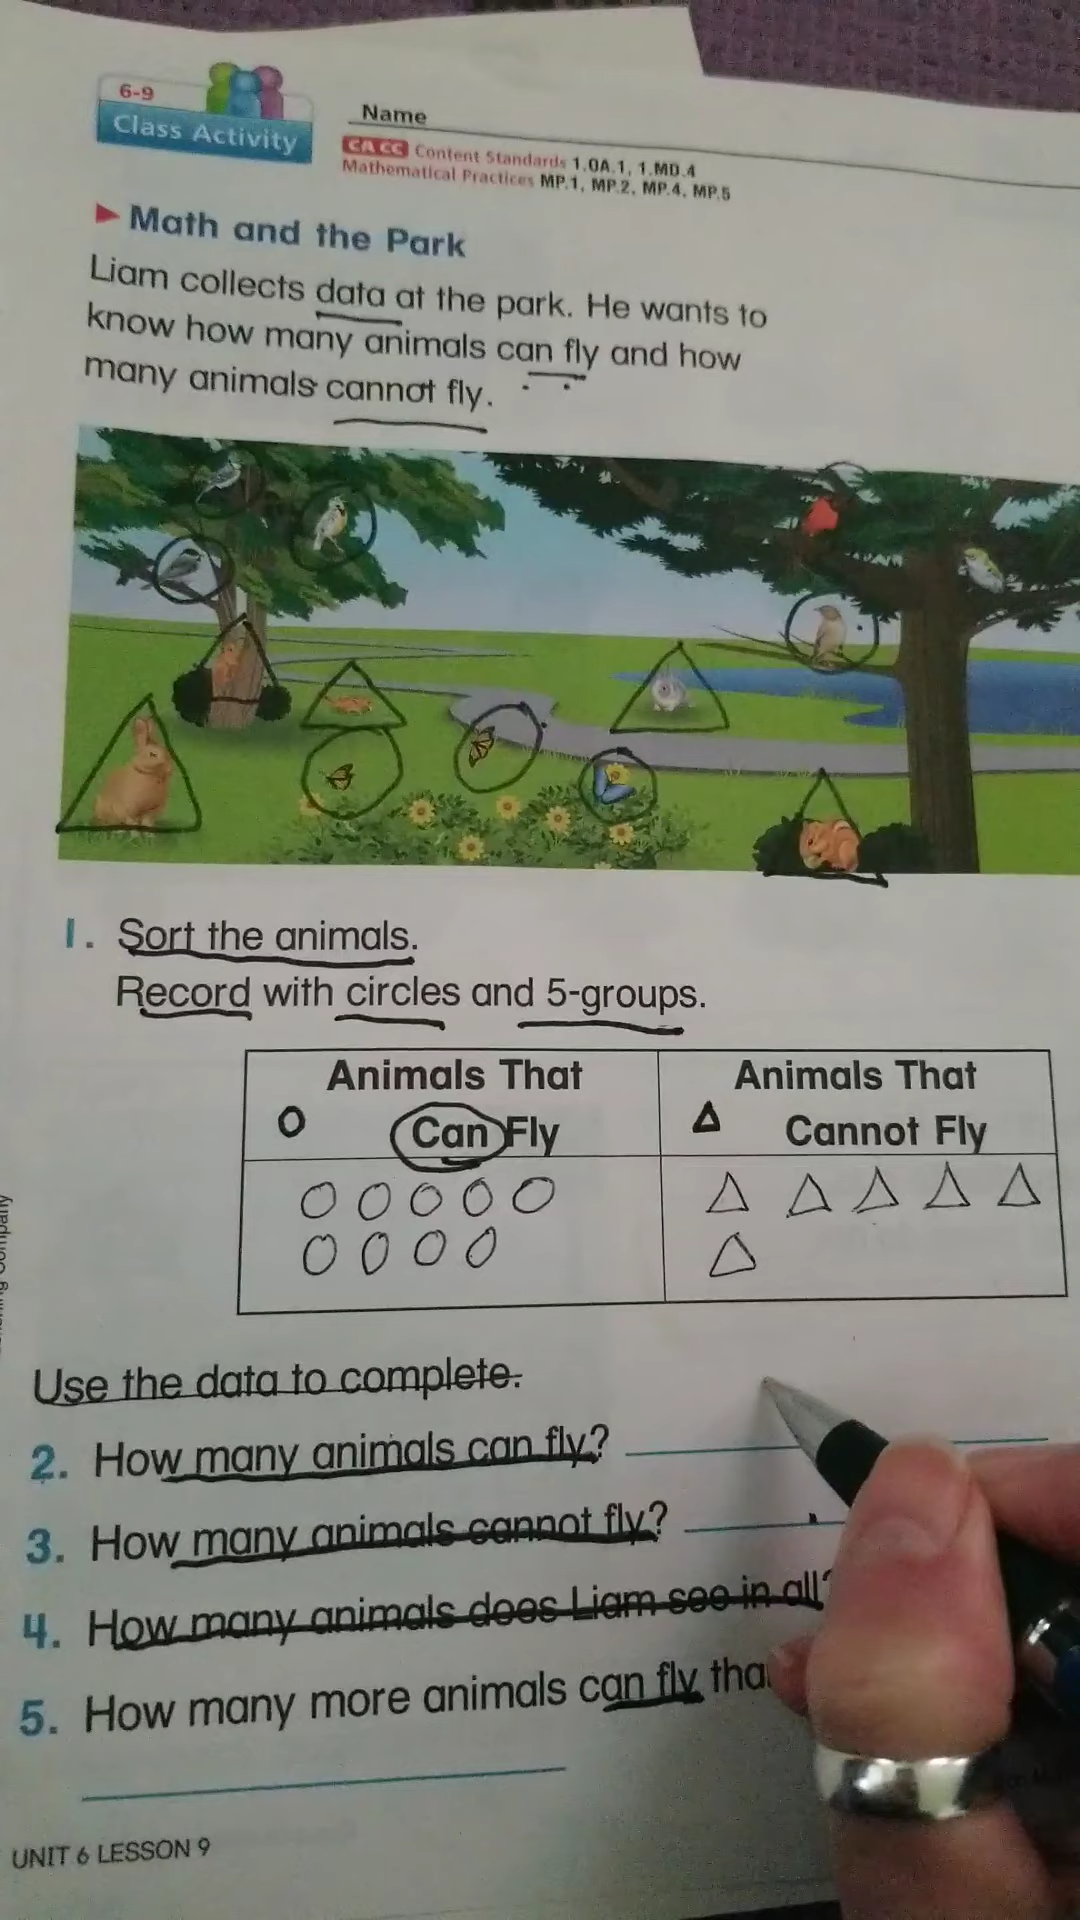 6-9
Class Activity
Name
CA CC Content Standards 1.OA.1, 1.MD.4
Mathematical Practices MP.1, MP.2, MP.4, MP.5
Math and the Park
Liam collects data at the park. He wants to
know how many animals can fly and how
many animals cannot fly.
1. Sort the animals.
Record with circles and 5-groups.
Animals That
Can Fly
Animals That
Cannot Fly
Use the data to complete.
2. How many animals can fly?
3. How many animals cannot fly?
4. How many animals does Liam see in all
5. How many more animals can fly
UNIT 6 LESSON 9